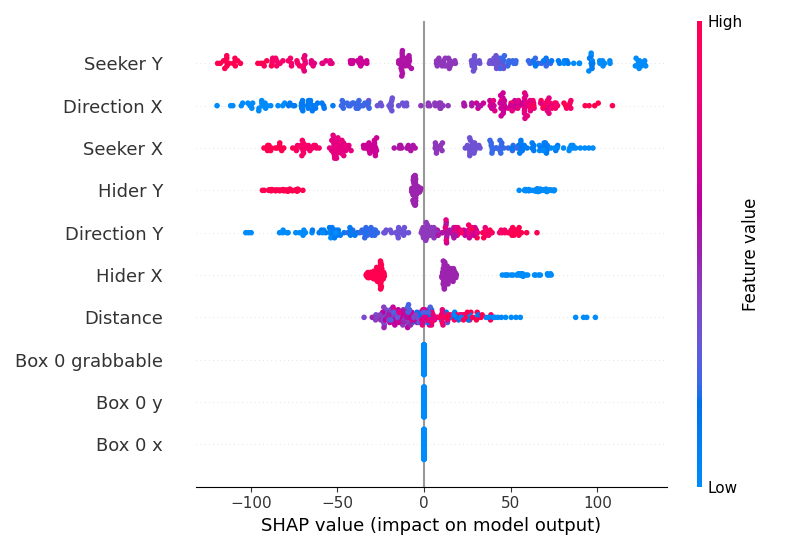 High
Seeker Y
Direction X
Seeker X
Hider Y
Direction Y
Hider X
Distance
Box 0 grabbable
Box 0 y
Box 0 x
Feature value
Low
−100
−50
0
50
100
SHAP value (impact on model output)